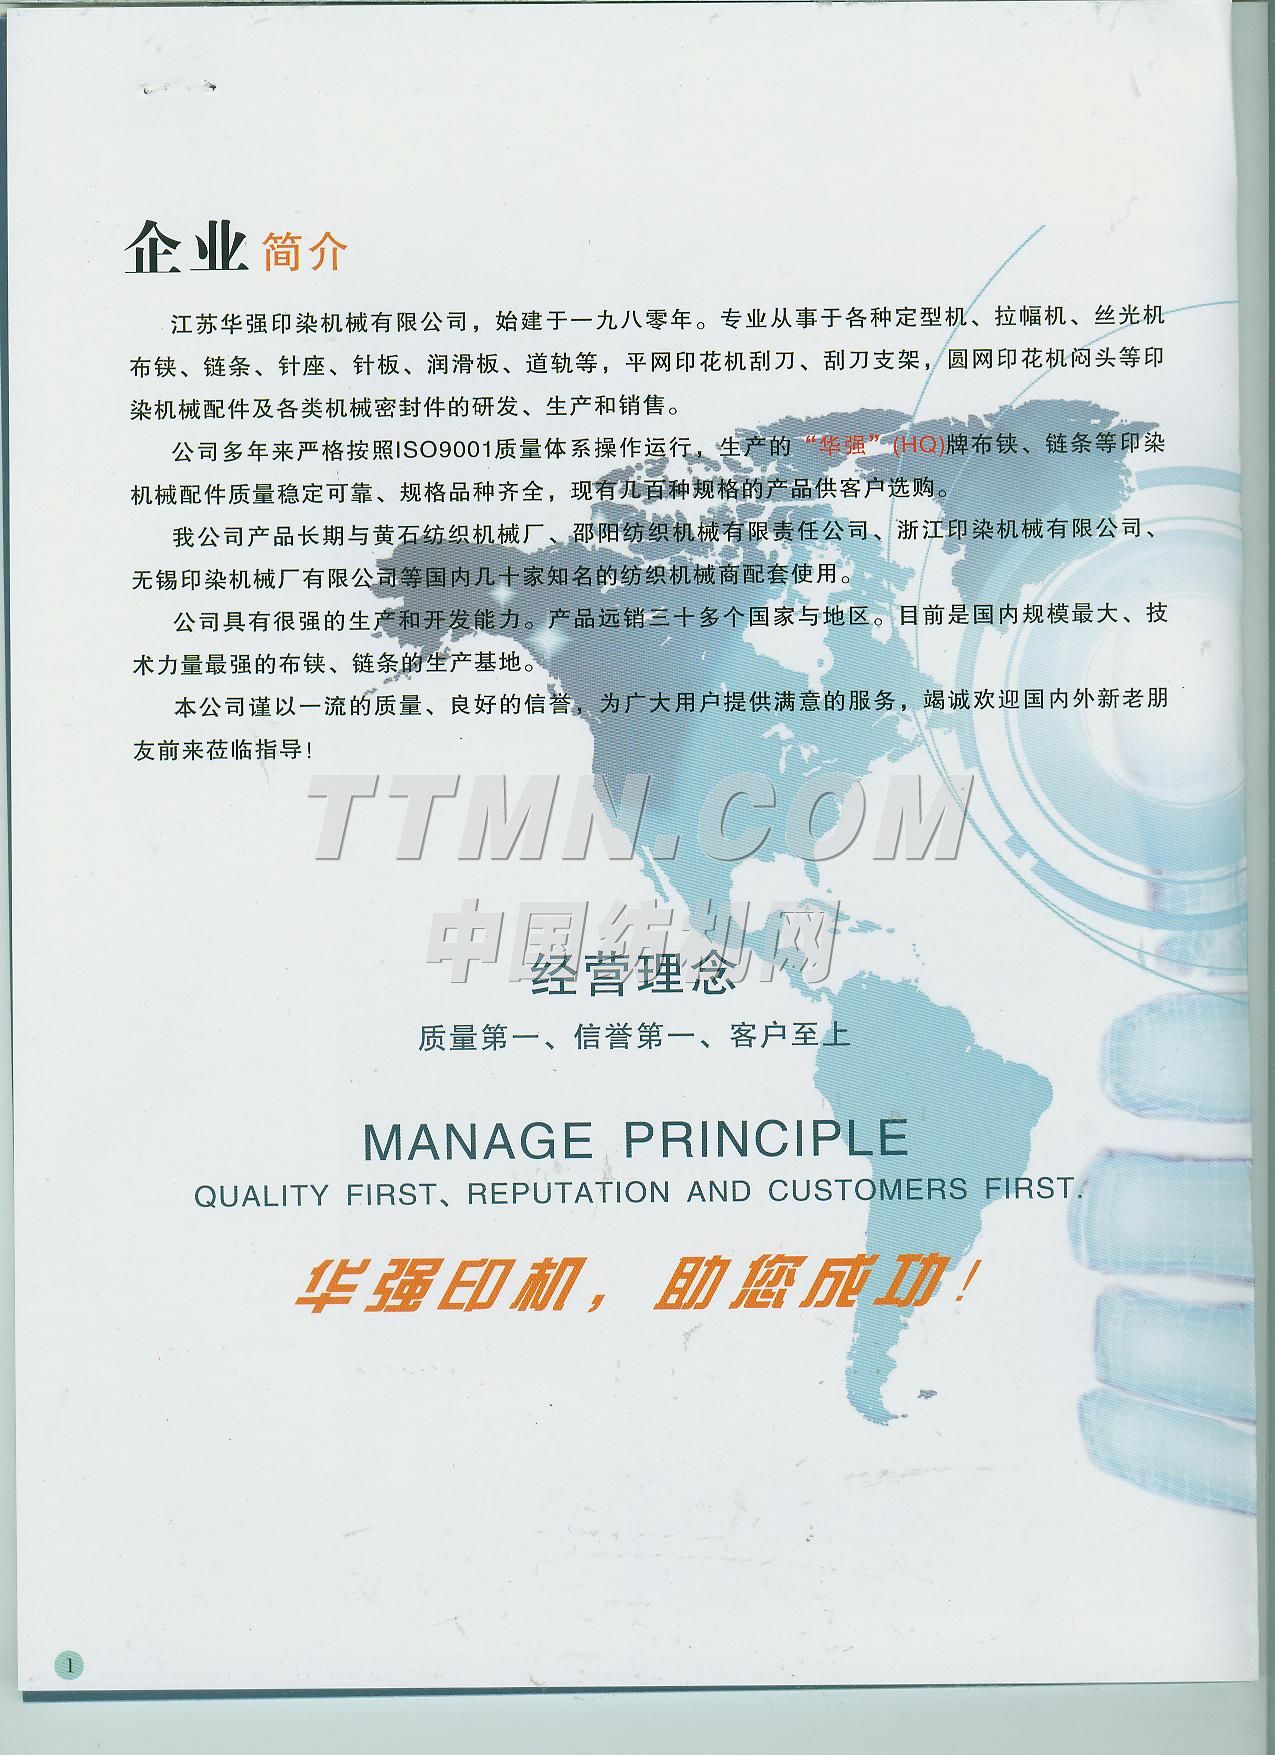 企业 简介
江苏华强印染机械有限公司，始建于一九八零年。专业从事于各种定型机、拉幅机、丝光机
布铗、链条、针座、针板、润滑板、道轨等，平网印花机刮刀、刮刀支架，圆网印花机闷头等印
染机械配件及各类机械密封件的研发、生产和销售。
公司多年来严格按照ISO9001质量体系操作运行，生产的“华强”(HQ)牌布铗、链条等印染
机械配件质量稳定可靠、规格品种齐全，现有几百种规格的产品供客户选购。
我公司产品长期与黄石纺织机械厂、邵阳纺织机械有限责任公司、浙江印染机械有限公司、
无锡印染机械厂有限公司等国内几十家知名的纺织机械商配套使用。
公司具有很强的生产和开发能力。产品远销三十多个国家与地区。目前是国内规模最大、技
术力量最强的布铗、链条的生产基地。
本公司谨以一流的质量、良好的信誉，为广大用户提供满意的服务，竭诚欢迎国内外新老朋
友前来莅临指导！
TTMN.COM
中国纺机网
经营理念
质量第一、信誉第一、客户至上
MANAGE PRINCIPLE
QUALITY FIRST、REPUTATION AND CUSTOMERS FIRST.
华强印机，助您成功！
1